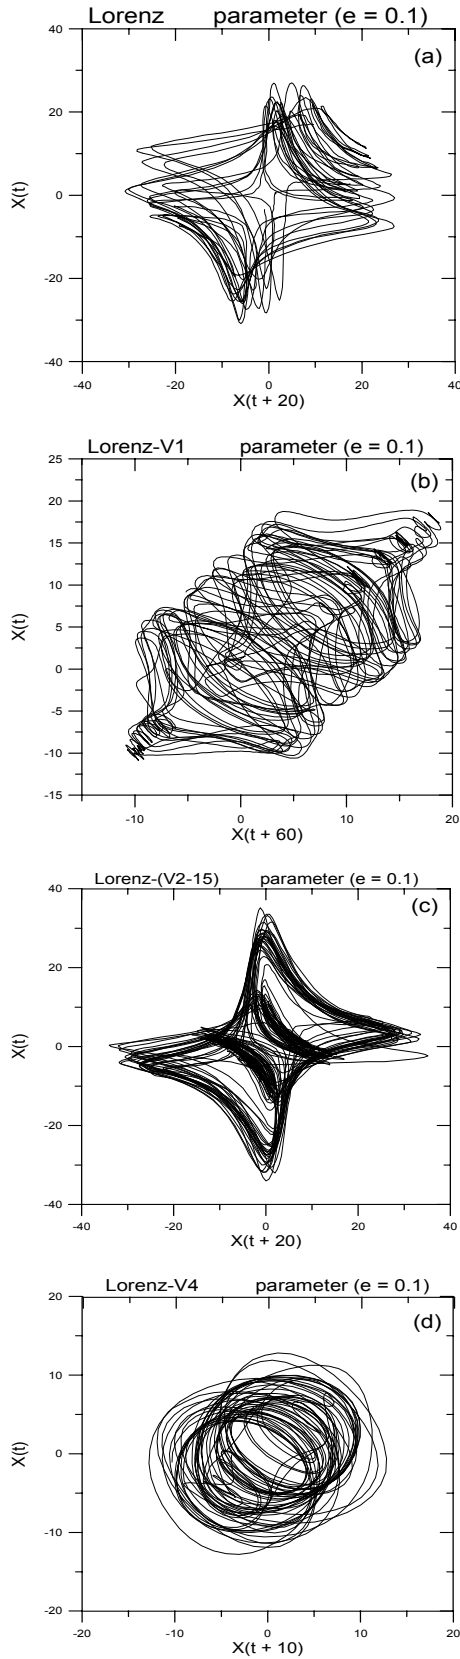 Lorenz parameter (e = 0.1)
40
(a)
20
X(t)
0
-20
-40
-40 -20 0 20 40
X(t + 20)
Lorenz-V1 parameter (e = 0.1)
25
(b)
20
15
10
X(t)
5
0
-5
-10
-15
-10 0 10 20
X(t + 60)
Lorenz-(V2-15) parameter (e = 0.1)
40
(c)
20
X(t)
0
-20
-40
-40 -20 0 20 40
X(t + 20)
Lorenz-V4 parameter (e = 0.1)
20
(d)
10
X(t)
0
-10
-20
-40 -20 0 20 40
X(t + 10)